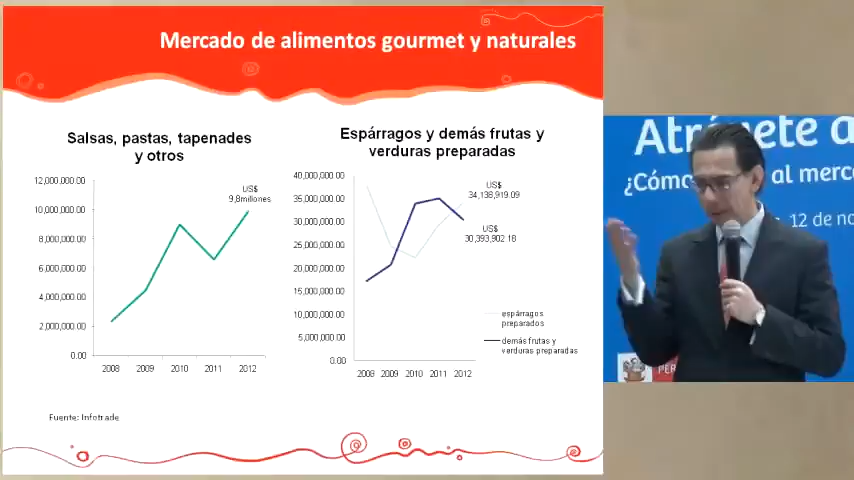 Mercado de alimentos gourmet y naturales
Salsas, pastas, tapenades
y otros
12,000,000.00
10,000,000.00
8,000,000.00
6,000,000.00
4,000,000.00
2,000,000.00
0.00
2008 2009 2010 2011 2012
US$
9,8millones
Espárragos y demás frutas y
verduras preparadas
40,000,000.00
35,000,000.00
30,000,000.00
25,000,000.00
20,000,000.00
15,000,000.00
10,000,000.00
5,000,000.00
0.00
2008 2009 2010 2011 2012
US$
34,138,919.09
US$
30,393,902.18
espárragos
preparados
demás frutas y
verduras preparadas
Fuente: Infotrade
¿Cómo al merc
12 de no
PER